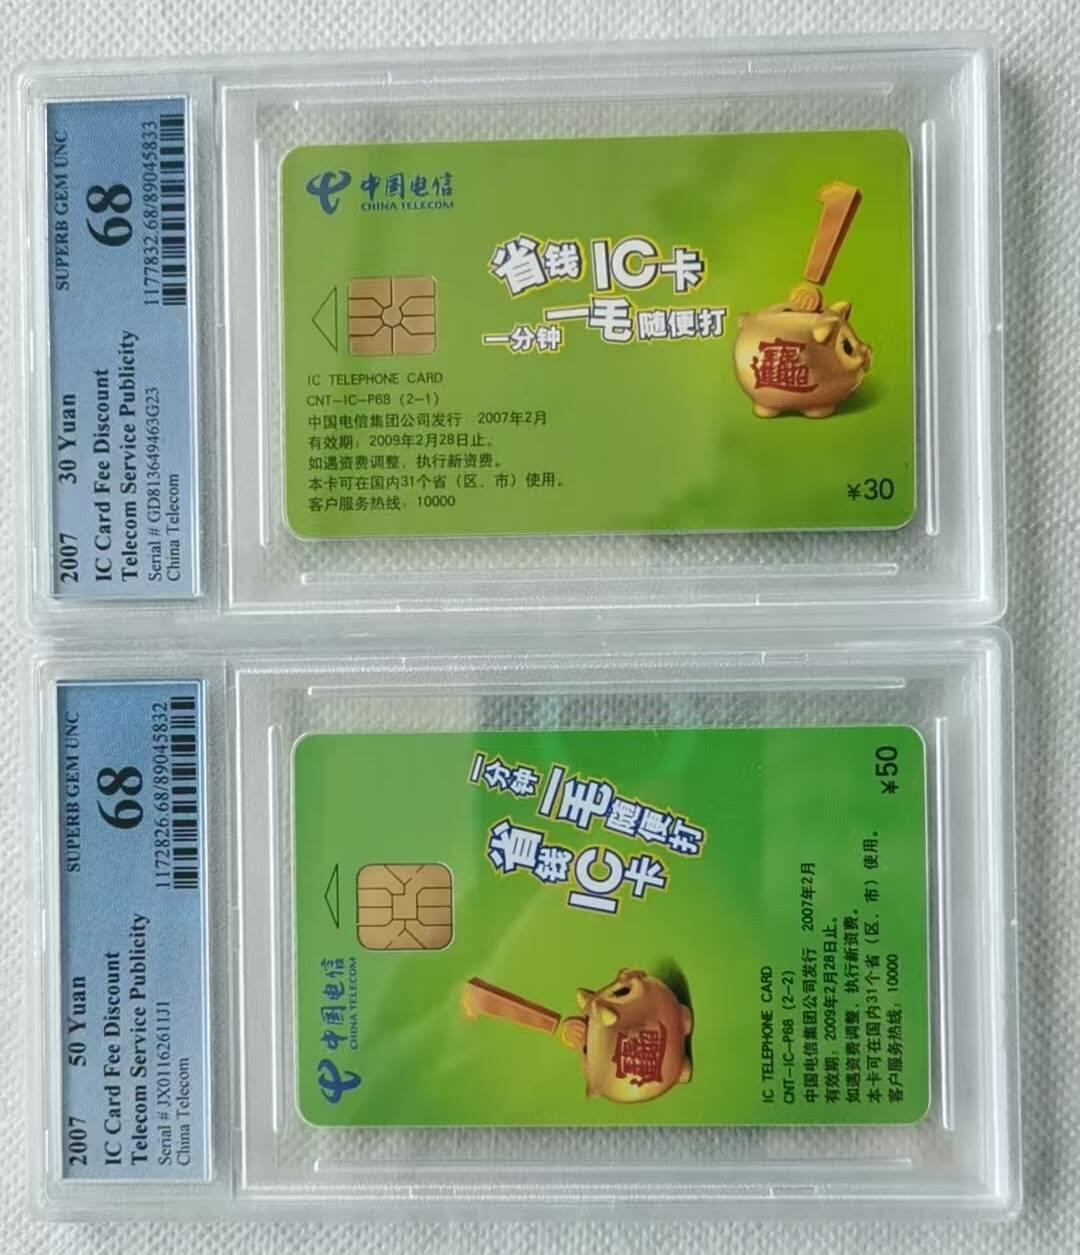 2007 30 Yuan SUPERB GEM UNC
IC Card Fee Discount 68
Telecom Service Publicity
Serial # GD813649463G23 1177832.68/89045833
China Telecom
中国电信
CHINA TELECOM
省钱IC卡
一分钟一毛随便打
1
招财进宝
IC TELEPHONE CARD
CNT-IC-P68 (2-1)
中国电信集团公司发行 2007年2月
有效期：2009年2月28日止。
如遇资费调整，执行新资费。
本卡可在国内31个省（区、市）使用。
客户服务热线：10000
¥30
2007 50 Yuan SUPERB GEM UNC
IC Card Fee Discount 68
Telecom Service Publicity
Serial # JX01162611J1 1172826.68/89045832
China Telecom
中国电信
CHINA TELECOM
一分钟一毛随便打
省钱IC卡
1
招财进宝
IC TELEPHONE CARD
CNT-IC-P68 (2-2)
中国电信集团公司发行 2007年2月
有效期：2009年2月28日止。
如遇资费调整，执行新资费。
本卡可在国内31个省（区、市）使用。
客户服务热线：10000
¥50